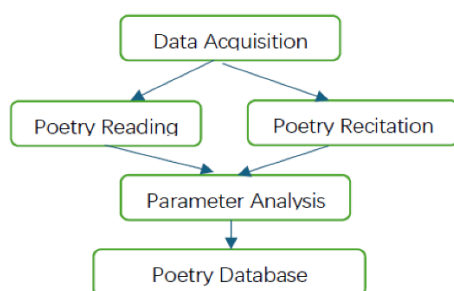 Data Acquisition
Poetry Reading
Poetry Recitation
Parameter Analysis
Poetry Database